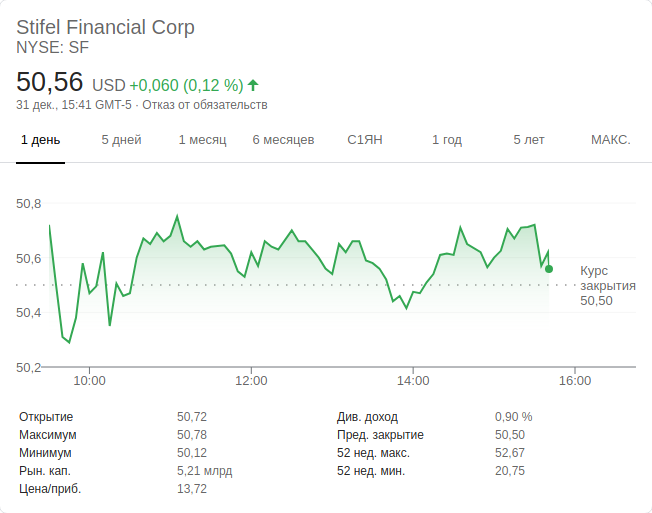 Stifel Financial Corp
NYSE: SF
50,56 USD +0,060 (0,12 %)
31 дек., 15:41 GMT-5 · Отказ от обязательств
1 день 5 дней 1 месяц 6 месяцев С1ЯН 1 год 5 лет МАКС.
50,8
50,6
50,4
50,2
Курс
закрытия
50,50
10:00 12:00 14:00 16:00
Открытие 50,72 Див. доход 0,90 %
Максимум 50,78 Пред. закрытие 50,50
Минимум 50,12 52 нед. макс. 52,67
Рын. кап. 5,21 млрд 52 нед. мин. 20,75
Цена/приб. 13,72